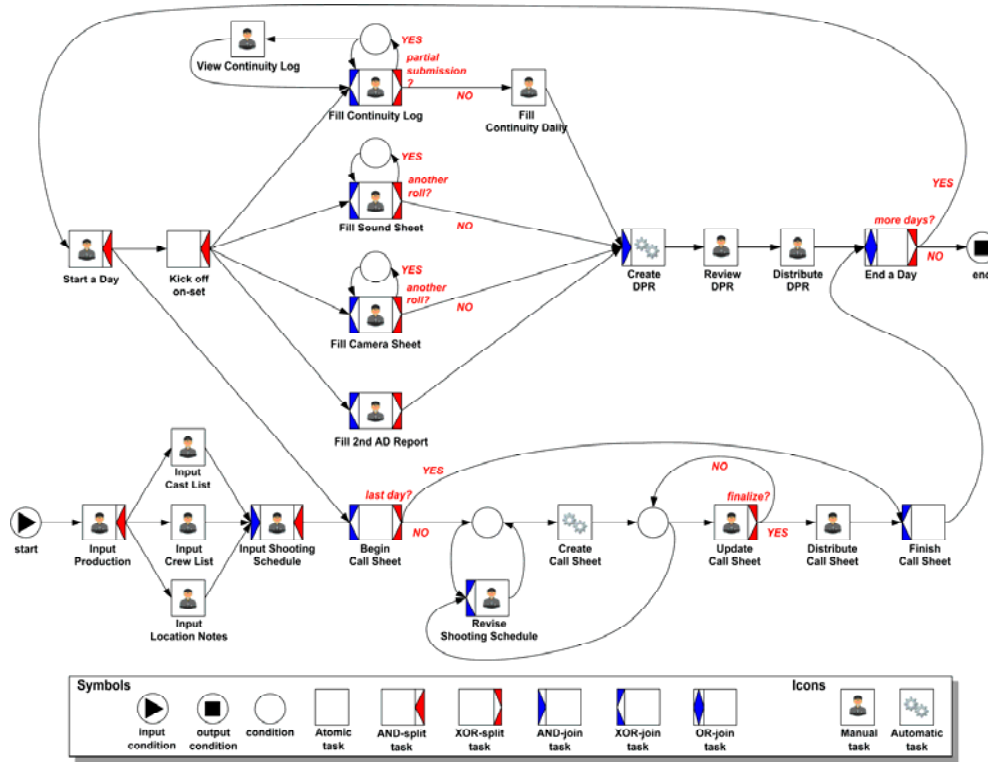 YES
View Continuity Log
partial
submission
?
NO
Fill Continuity Log
Fill
Continuity Daily
YES
another
roll?
NO
Fill Sound Sheet
YES
more days?
NO
Start a Day
Kick off
on-set
YES
another
roll?
NO
Fill Camera Sheet
Create
DPR
Review
DPR
Distribute
DPR
End a Day
end
Fill 2nd AD Report
Input
Cast List
YES
last day?
NO
NO
finalize?
YES
start
Input
Production
Input
Crew List
Input Shooting
Schedule
Begin
Call Sheet
Create
Call Sheet
Update
Call Sheet
Distribute
Call Sheet
Finish
Call Sheet
Input
Location Notes
Revise
Shooting Schedule
Symbols
Icons
input
condition
output
condition
condition
Atomic
task
AND-split
task
XOR-split
task
AND-join
task
XOR-join
task
OR-join
task
Manual
task
Automatic
task